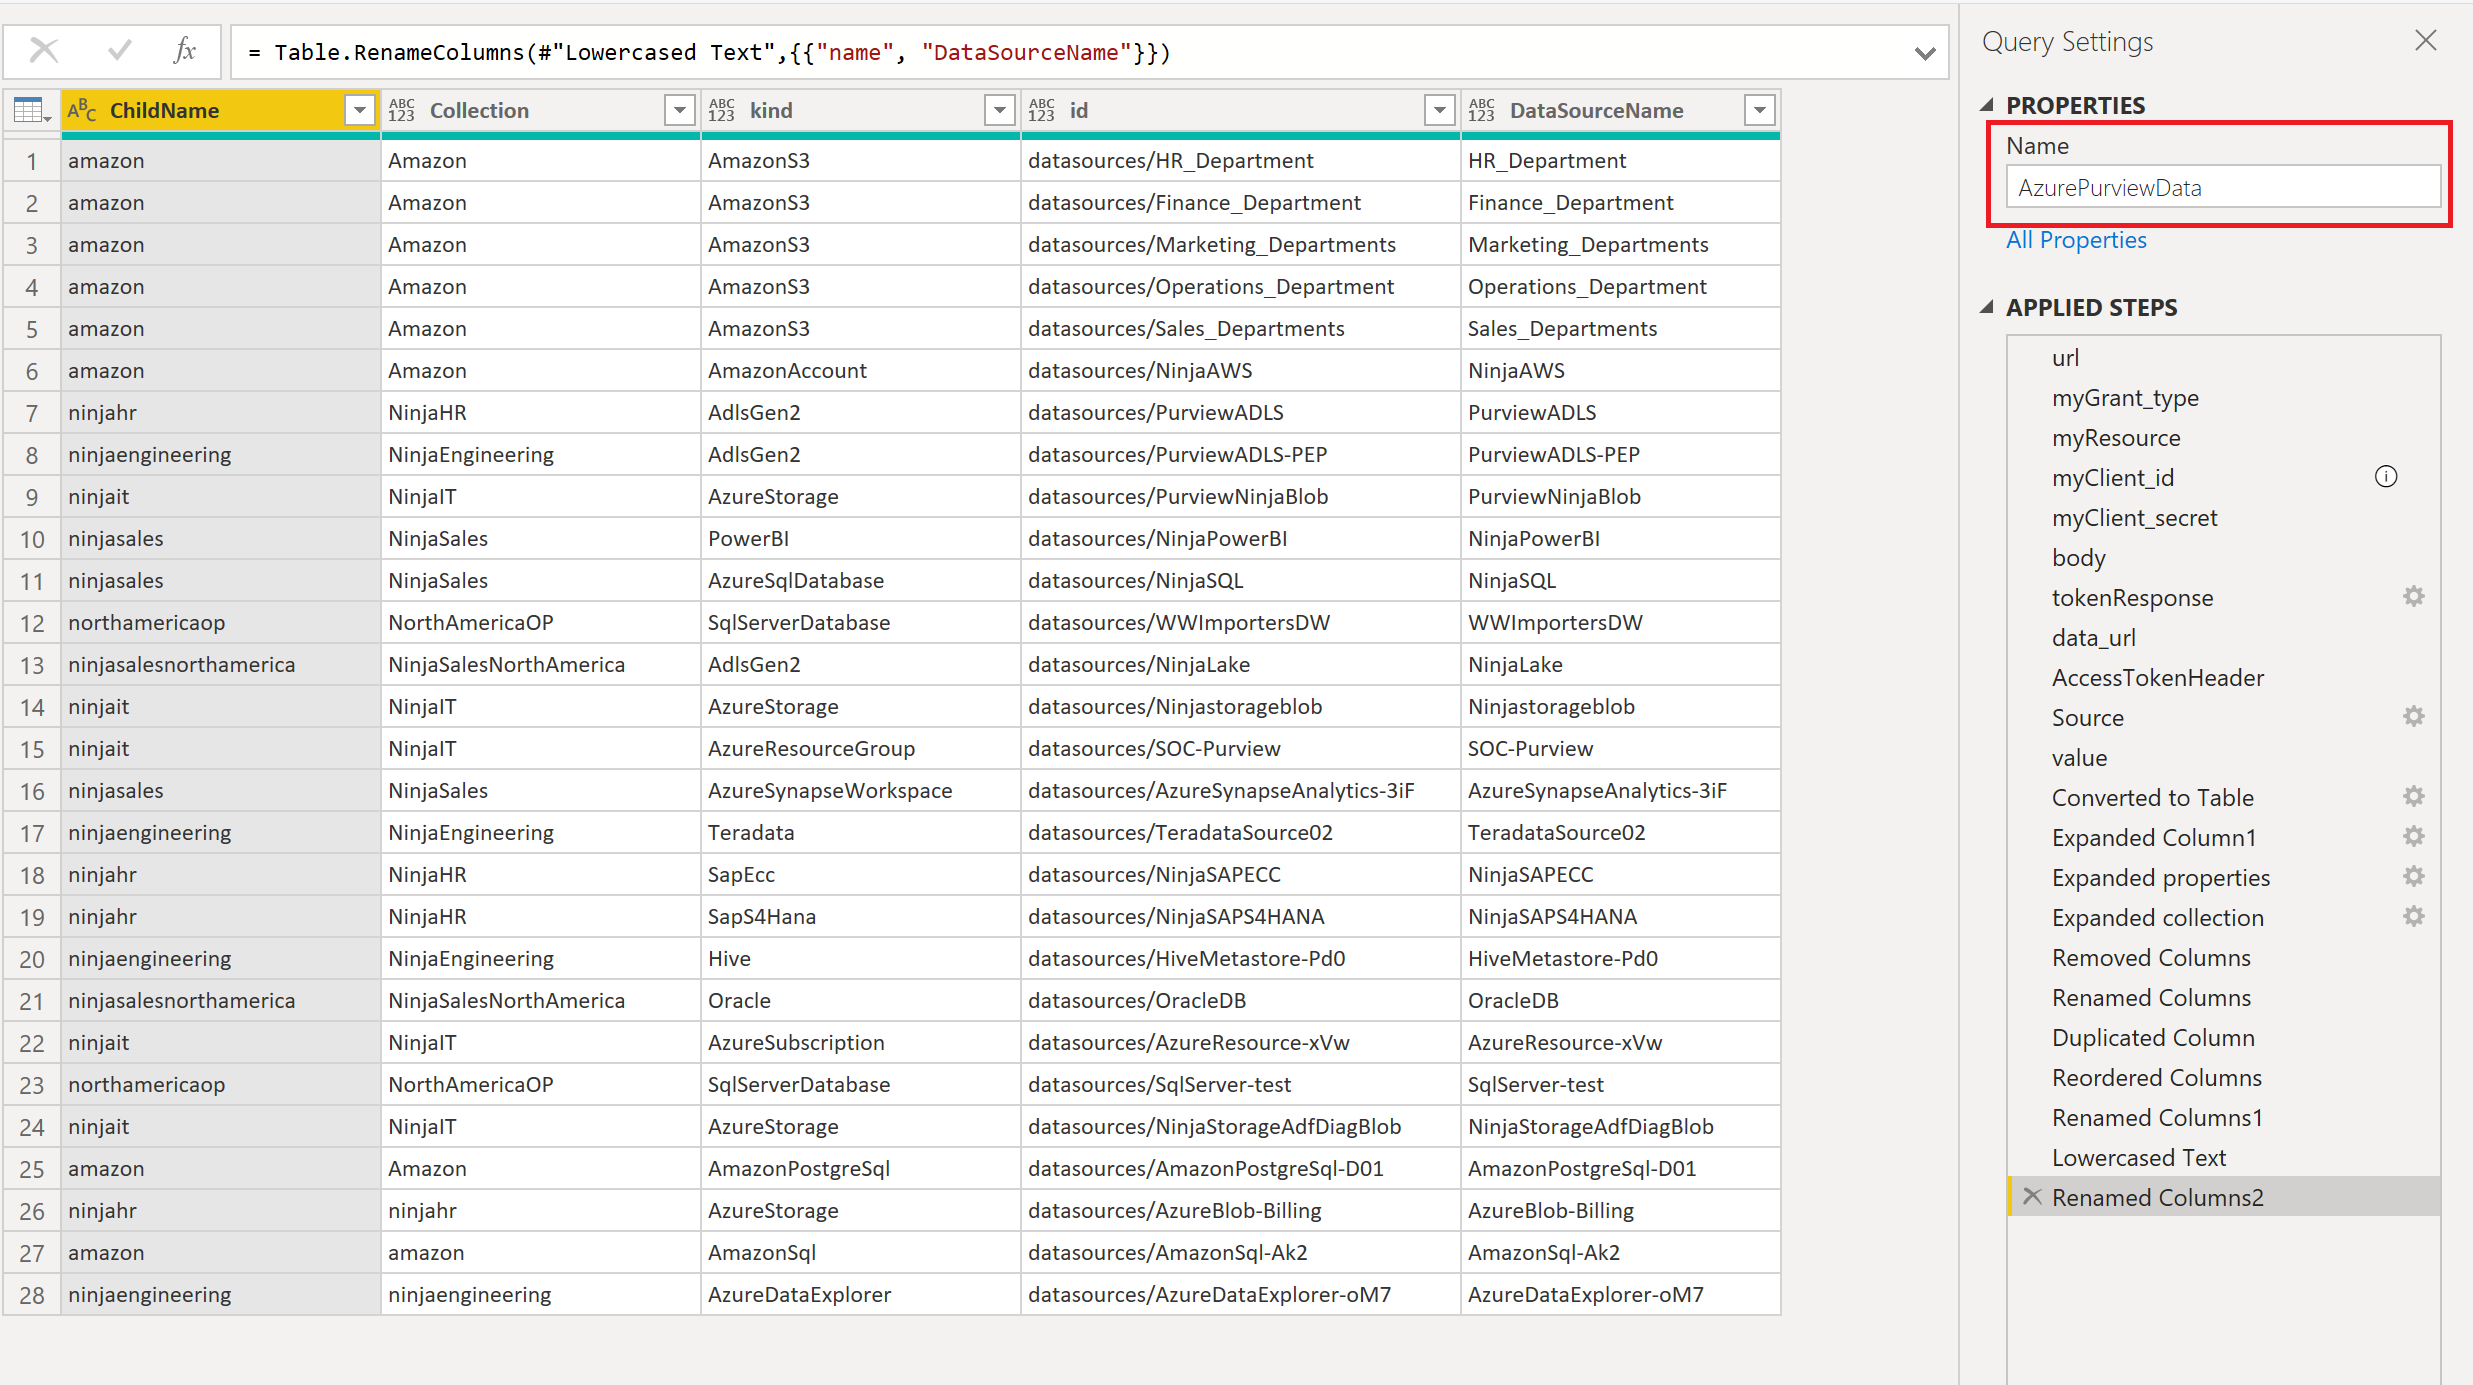 fx = Table.RenameColumns(#"Lowercased Text",{{"name", "DataSourceName"}})
ABC ChildName ABC 123 Collection ABC 123 kind ABC 123 id ABC 123 DataSourceName
1 amazon Amazon AmazonS3 datasources/HR_Department HR_Department
2 amazon Amazon AmazonS3 datasources/Finance_Department Finance_Department
3 amazon Amazon AmazonS3 datasources/Marketing_Departments Marketing_Departments
4 amazon Amazon AmazonS3 datasources/Operations_Department Operations_Department
5 amazon Amazon AmazonS3 datasources/Sales_Departments Sales_Departments
6 amazon Amazon AmazonAccount datasources/NinjaAWS NinjaAWS
7 ninjahr NinjaHR AdlsGen2 datasources/PurviewADLS PurviewADLS
8 ninjaengineering NinjaEngineering AdlsGen2 datasources/PurviewADLS-PEP PurviewADLS-PEP
9 ninjait NinjaIT AzureStorage datasources/PurviewNinjaBlob PurviewNinjaBlob
10 ninjasales NinjaSales PowerBI datasources/NinjaPowerBI NinjaPowerBI
11 ninjasales NinjaSales AzureSqlDatabase datasources/NinjaSQL NinjaSQL
12 northamericaop NorthAmericaOP SqlServerDatabase datasources/WWImportersDW WWImportersDW
13 ninjasalesnorthamerica NinjaSalesNorthAmerica AdlsGen2 datasources/NinjaLake NinjaLake
14 ninjait NinjaIT AzureStorage datasources/Ninjastorageblob Ninjastorageblob
15 ninjait NinjaIT AzureResourceGroup datasources/SOC-Purview SOC-Purview
16 ninjasales NinjaSales AzureSynapseWorkspace datasources/AzureSynapseAnalytics-3iF AzureSynapseAnalytics-3iF
17 ninjaengineering NinjaEngineering Teradata datasources/TeradataSource02 TeradataSource02
18 ninjahr NinjaHR SapEcc datasources/NinjaSAPECC NinjaSAPECC
19 ninjahr NinjaHR SapS4Hana datasources/NinjaSAPS4HANA NinjaSAPS4HANA
20 ninjaengineering NinjaEngineering Hive datasources/HiveMetastore-Pd0 HiveMetastore-Pd0
21 ninjasalesnorthamerica NinjaSalesNorthAmerica Oracle datasources/OracleDB OracleDB
22 ninjait NinjaIT AzureSubscription datasources/AzureResource-xVw AzureResource-xVw
23 northamericaop NorthAmericaOP SqlServerDatabase datasources/SqlServer-test SqlServer-test
24 ninjait NinjaIT AzureStorage datasources/NinjaStorageAdfDiagBlob NinjaStorageAdfDiagBlob
25 amazon Amazon AmazonPostgreSql datasources/AmazonPostgreSql-D01 AmazonPostgreSql-D01
26 ninjahr ninjahr AzureStorage datasources/AzureBlob-Billing AzureBlob-Billing
27 amazon amazon AmazonSql datasources/AmazonSql-Ak2 AmazonSql-Ak2
28 ninjaengineering ninjaengineering AzureDataExplorer datasources/AzureDataExplorer-oM7 AzureDataExplorer-oM7
Query Settings
PROPERTIES
Name
AzurePurviewData
All Properties
APPLIED STEPS
url
myGrant_type
myResource
myClient_id
myClient_secret
body
tokenResponse
data_url
AccessTokenHeader
Source
value
Converted to Table
Expanded Column1
Expanded properties
Expanded collection
Removed Columns
Renamed Columns
Duplicated Column
Reordered Columns
Renamed Columns1
Lowercased Text
Renamed Columns2